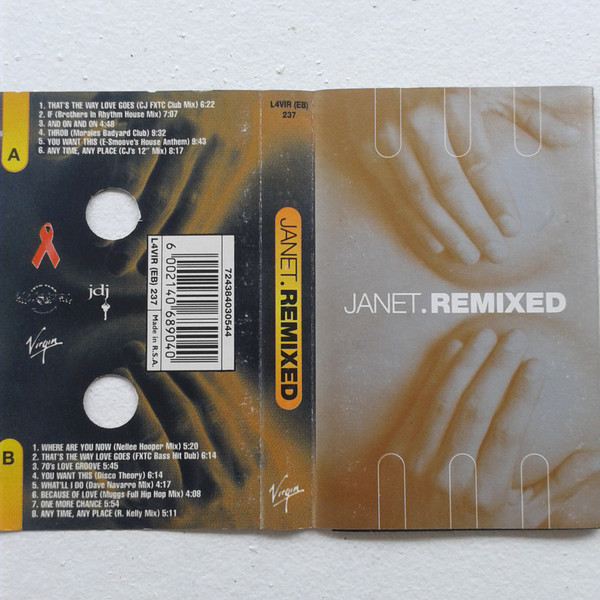 A
1. THAT'S THE WAY LOVE GOES (CJ FXTC Club Mix) 6:22
2. IF (Brothers In Rhythm House Mix) 7:07
3. AND ON AND ON 4:48
4. THROB (Morales Badyard Club) 9:32
5. YOU WANT THIS (E-Smoove's House Anthem) 9:43
6. ANY TIME, ANY PLACE (CJ's 12" Mix) 8:17
jdj
Virgin
L4VIR (EB) 237
Made in R.S.A.
6 002140 689040
724384030544
B
1. WHERE ARE YOU NOW (Nellee Hooper Mix) 5:20
2. THAT'S THE WAY LOVE GOES (FXTC Bass Hit Dub) 6:14
3. 70's LOVE GROOVE 5:45
4. YOU WANT THIS (Disco Theory) 6:14
5. WHAT'LL I DO (Dave Navarro Mix) 4:17
6. BECAUSE OF LOVE (Muggs Full Hip Hop Mix) 4:08
7. ONE MORE CHANCE 5:54
8. ANY TIME, ANY PLACE (R. Kelly Mix) 5:11
L4VIR (EB)
237
JANET.REMIXED
Virgin
JANET.REMIXED